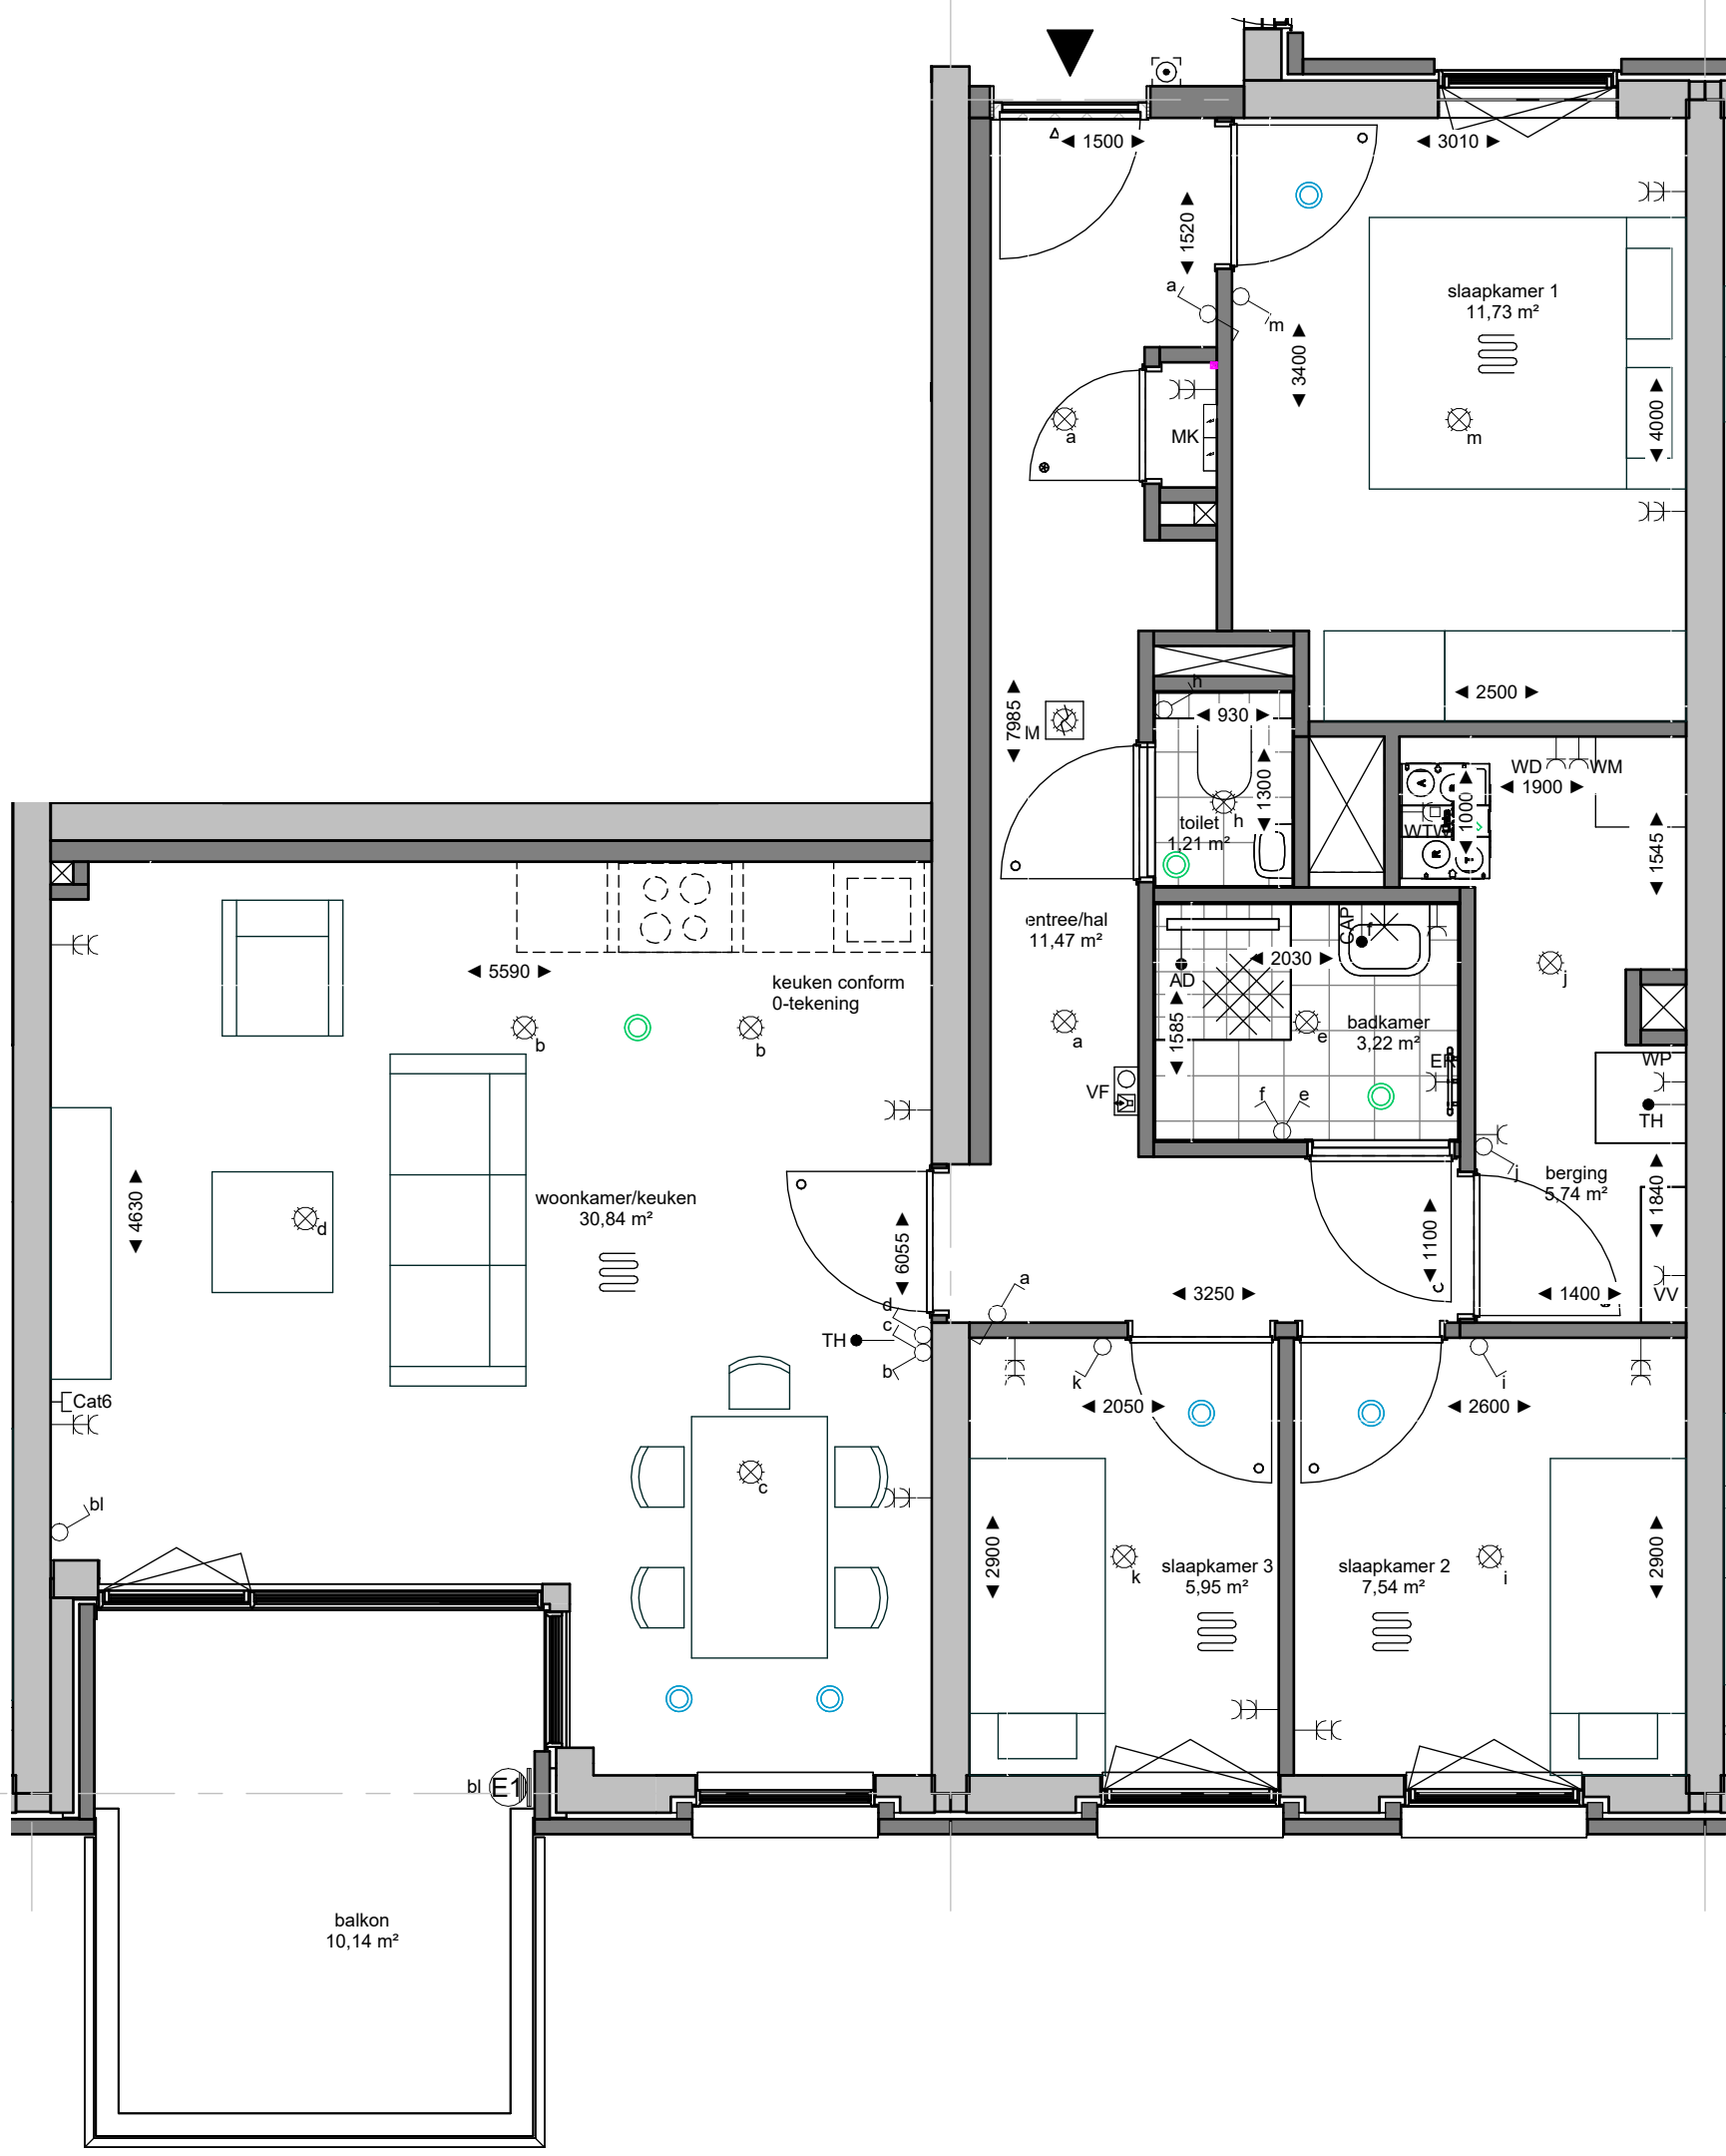 1500
3010
1520
a
m
slaapkamer 1
11,73 m²
3400
4000
a
MK
m
2500
7985
M
h
930
1300
h
toilet
1,21 m²
WD
WM
1900
A
WTW
1000
R
T
1545
entree/hal
11,47 m²
5590
keuken conform
0-tekening
b
b
a
AD
2030
CAP
f
1585
e
badkamer
3,22 m²
j
ER
WP
TH
VF
f
e
j
berging
5,74 m²
1840
4630
woonkamer/keuken
30,84 m²
d
6055
1100
c
3250
1400
VV
a
d
c
b
TH
k
i
2050
2600
Cat6
c
bl
2900
k
slaapkamer 3
5,95 m²
slaapkamer 2
7,54 m²
i
2900
bl
E1
balkon
10,14 m²